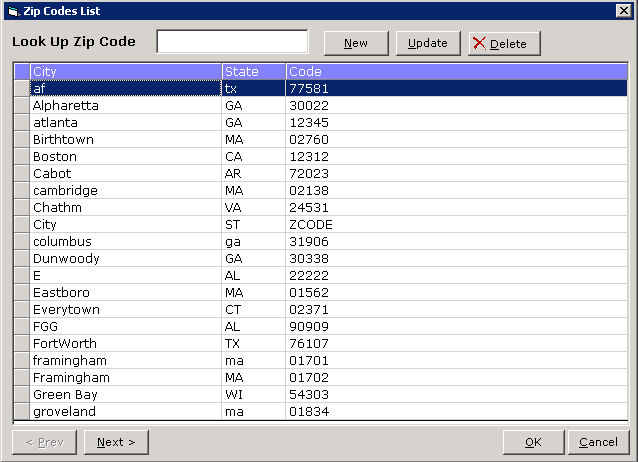 Zip Codes List
Look Up Zip Code New Update Delete
City State Code
af tx 77581
Alpharetta GA 30022
atlanta GA 12345
Birthtown MA 02760
Boston CA 12312
Cabot AR 72023
cambridge MA 02138
Chathm VA 24531
City ST ZCODE
columbus ga 31906
Dunwoody GA 30338
E AL 22222
Eastboro MA 01562
Everytown CT 02371
FGG AL 90909
FortWorth TX 76107
framingham ma 01701
Framingham MA 01702
Green Bay WI 54303
groveland ma 01834
< Prev Next > OK Cancel